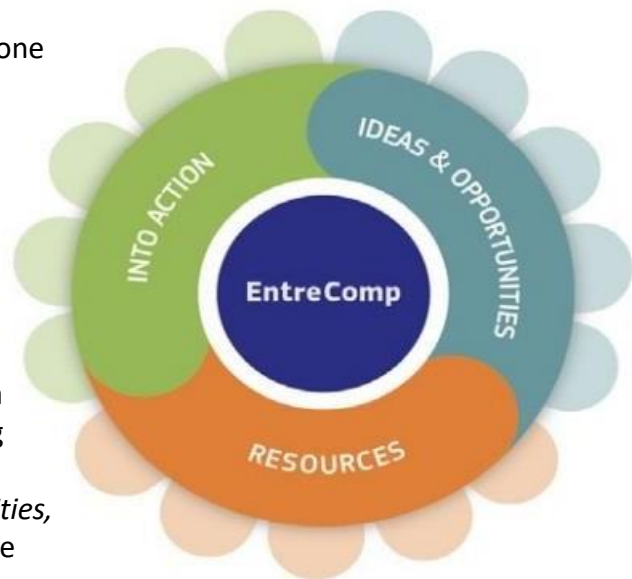 one
INTO ACTION
IDEAS & OPPORTUNITIES
EntreComp
RESOURCES
ities,
e